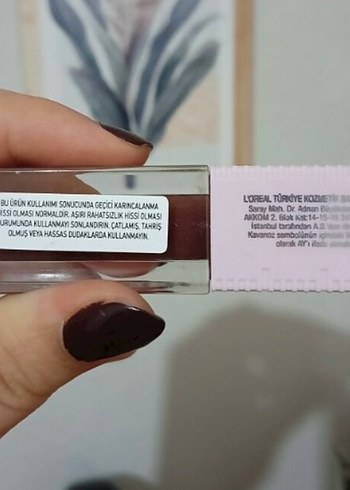 BU ÜRÜN KULLANIMI SONUCUNDA GEÇİCİ KARINCALANMA
HİSSİ OLMASI NORMALDİR. AŞIRI RAHATSIZLIK HİSSİ OLMASI
DURUMUNDA KULLANMAYI SONLANDIRIN. ÇATLAMIŞ, TAHRİŞ
OLMUŞ VEYA HASSAS DUDAKLARDA KULLANMAYIN.
L'OREAL TÜRKİYE KOZMETİK
Saray Mah. Dr. Adnan
AKKOM 2. Blok Kat:14-15-16
İstanbul tarafından
Kavanoz sembolünün
olarak AY'ı